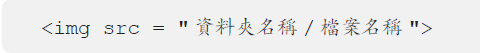 <img src = " 資料夾名稱 / 檔案名稱 ">